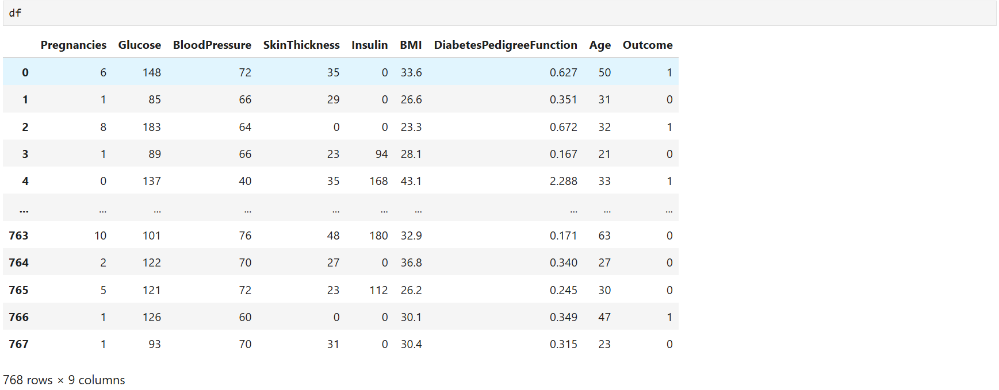 df
Pregnancies Glucose BloodPressure SkinThickness Insulin BMI DiabetesPedigreeFunction Age Outcome
0 6 148 72 35 0 33.6 0.627 50 1
1 1 85 66 29 0 26.6 0.351 31 0
2 8 183 64 0 0 23.3 0.672 32 1
3 1 89 66 23 94 28.1 0.167 21 0
4 0 137 40 35 168 43.1 2.288 33 1
... ... ... ... ... ... ... ... ... ...
763 10 101 76 48 180 32.9 0.171 63 0
764 2 122 70 27 0 36.8 0.340 27 0
765 5 121 72 23 112 26.2 0.245 30 0
766 1 126 60 0 0 30.1 0.349 47 1
767 1 93 70 31 0 30.4 0.315 23 0
768 rows × 9 columns